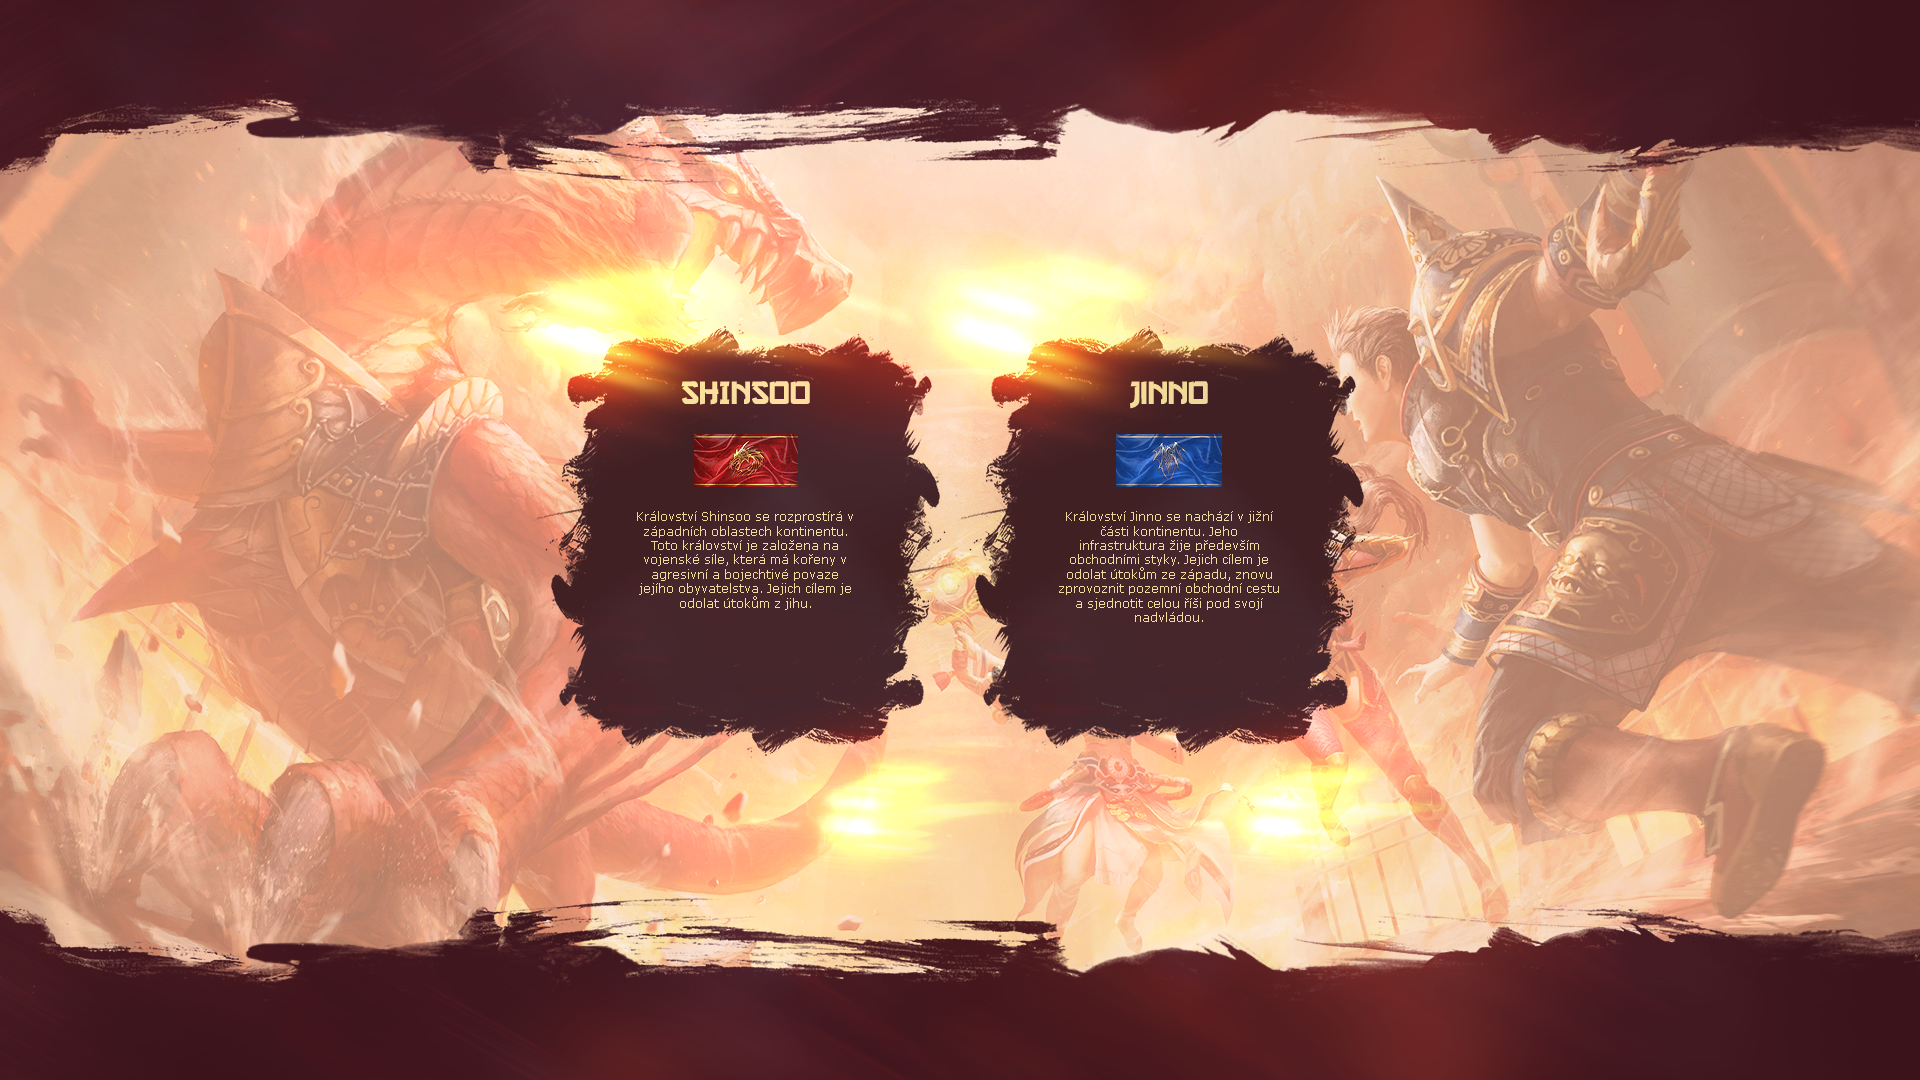 SHINSOO
Království Shinsoo se rozprostírá v
západních oblastech kontinentu.
Toto království je založena na
vojenské síle, která má kořeny v
agresivní a bojechtivé povaze
jejího obyvatelstva. Jejich cílem je
odolat útokům z jihu.
JINNO
Království Jinno se nachází v jižní
části kontinentu. Jeho
infrastruktura žije především
obchodními styky. Jejich cílem je
odolat útokům ze západu, znovu
zprovoznit pozemní obchodní cestu
a sjednotit celou říši pod svojí
nadvládou.